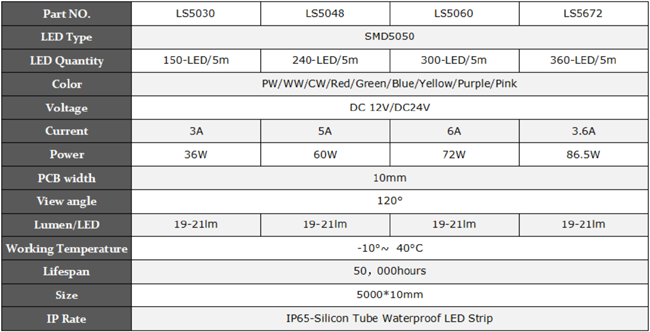 Part NO. LS5030 LS5048 LS5060 LS5672
LED Type SMD5050
LED Quantity 150-LED/5m 240-LED/5m 300-LED/5m 360-LED/5m
Color PW/WW/CW/Red/Green/Blue/Yellow/Purple/Pink
Voltage DC 12V/DC24V
Current 3A 5A 6A 3.6A
Power 36W 60W 72W 86.5W
PCB width 10mm
View angle 120°
Lumen/LED 19-21lm 19-21lm 19-21lm 19-21lm
Working Temperature -10°~ 40°C
Lifespan 50，000hours
Size 5000*10mm
IP Rate IP65-Silicon Tube Waterproof LED Strip